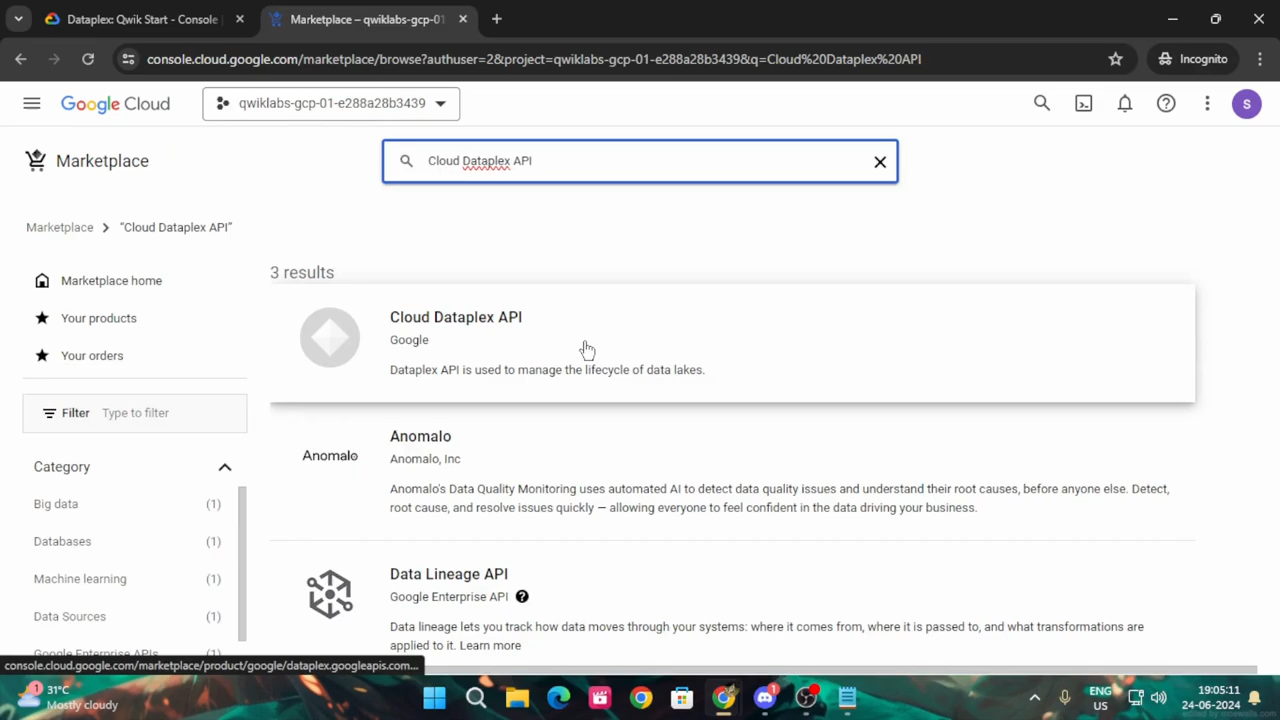 Dataplex: Qwik Start - Console
Marketplace – qwiklabs-gcp-01
console.cloud.google.com/marketplace/browse?authuser=2&project=qwiklabs-gcp-01-e288a28b3439&q=Cloud%20Dataplex%20API
Incognito
Google Cloud
qwiklabs-gcp-01-e288a28b3439
S
Marketplace
Cloud Dataplex API
Marketplace
“Cloud Dataplex API”
Marketplace home
Your products
Your orders
Filter Type to filter
Category
Big data (1)
Databases (1)
Machine learning (1)
Data Sources (1)
Google Enterprise APIs (1)
3 results
Cloud Dataplex API
Google
Dataplex API is used to manage the lifecycle of data lakes.
Anomalo
Anomalo
Anomalo, Inc
Anomalo's Data Quality Monitoring uses automated AI to detect data quality issues and understand their root causes, before anyone else. Detect,
root cause, and resolve issues quickly — allowing everyone to feel confident in the data driving your business.
Data Lineage API
Google Enterprise API
Data lineage lets you track how data moves through your systems: where it comes from, where it is passed to, and what transformations are
applied to it. Learn more
console.cloud.google.com/marketplace/product/google/dataplex.googleapis.com...
1
31°C
Mostly cloudy
1
ENG
US
19:05:11
24-06-2024